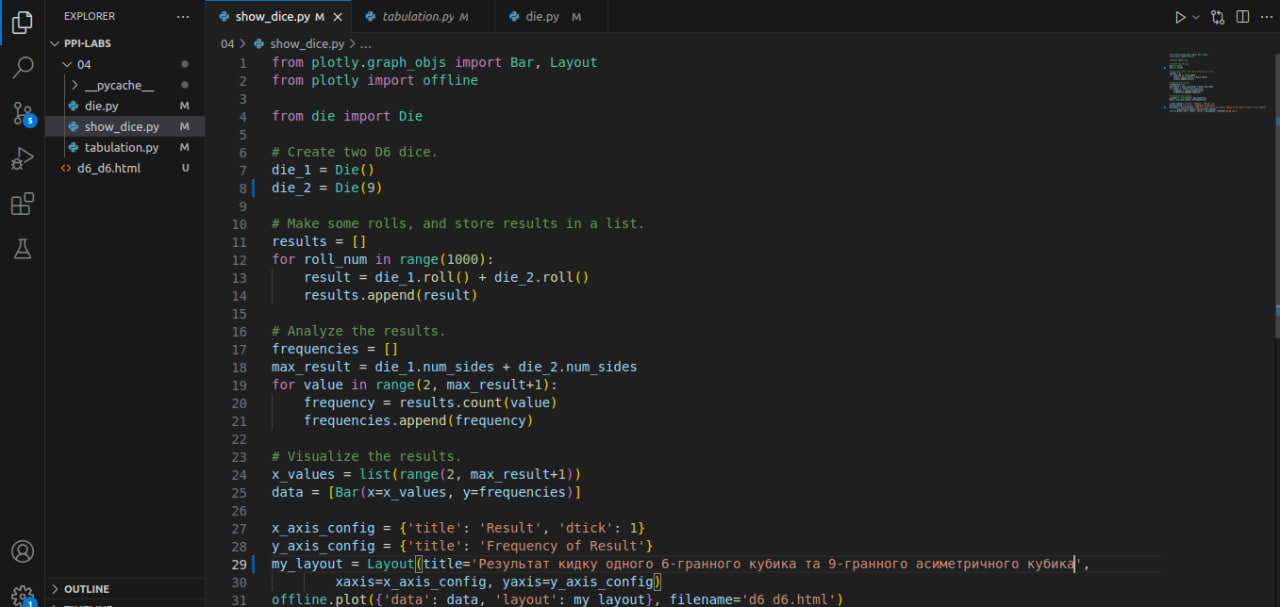 EXPLORER
show_dice.py M
tabulation.py M
die.py M
PPI-LABS
04
__pycache__
die.py M
show_dice.py M
tabulation.py M
d6_d6.html U
OUTLINE
5
1
04 > show_dice.py > ...
1 from plotly.graph_objs import Bar, Layout
2 from plotly import offline
3
4 from die import Die
5
6 # Create two D6 dice.
7 die_1 = Die()
8 die_2 = Die(9)
9
10 # Make some rolls, and store results in a list.
11 results = []
12 for roll_num in range(1000):
13 result = die_1.roll() + die_2.roll()
14 results.append(result)
15
16 # Analyze the results.
17 frequencies = []
18 max_result = die_1.num_sides + die_2.num_sides
19 for value in range(2, max_result+1):
20 frequency = results.count(value)
21 frequencies.append(frequency)
22
23 # Visualize the results.
24 x_values = list(range(2, max_result+1))
25 data = [Bar(x=x_values, y=frequencies)]
26
27 x_axis_config = {'title': 'Result', 'dtick': 1}
28 y_axis_config = {'title': 'Frequency of Result'}
29 my_layout = Layout(title='Результат кидку одного 6-гранного кубика та 9-гранного асиметричного кубика',
30 xaxis=x_axis_config, yaxis=y_axis_config)
31 offline.plot({'data': data, 'layout': my_layout}, filename='d6_d6.html')